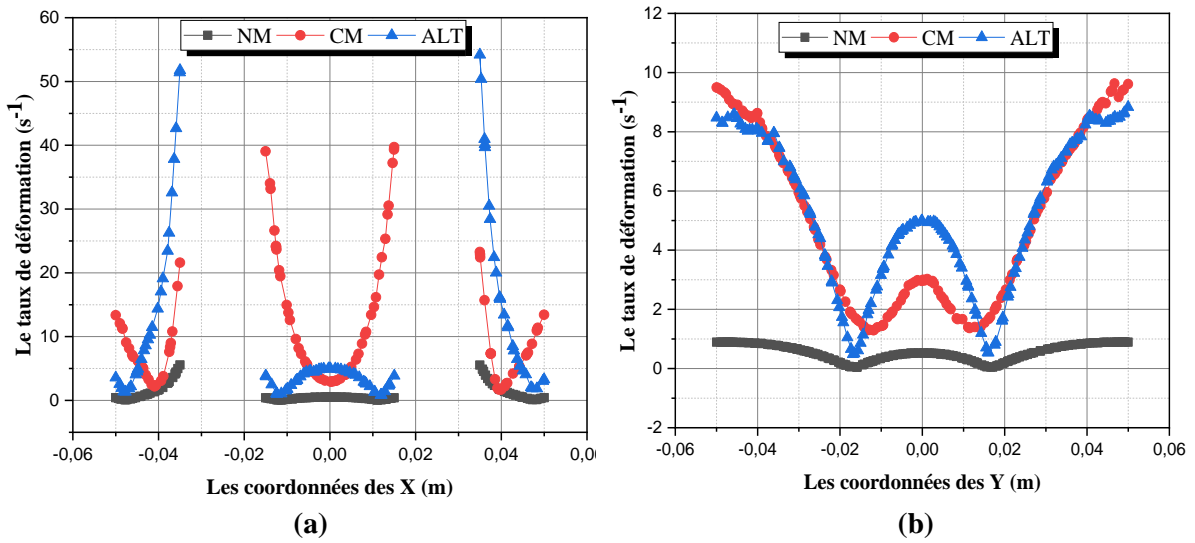 NM CM ALT
Le taux de déformation (s-1)
60
50
40
30
20
10
0
-0,06 -0,04 -0,02 0,00 0,02 0,04 0,06
Les coordonnées des X (m)
(a)
NM CM ALT
Le taux de déformation (s-1)
12
10
8
6
4
2
0
-2
-0,06 -0,04 -0,02 0,00 0,02 0,04 0,06
Les coordonnées des Y (m)
(b)